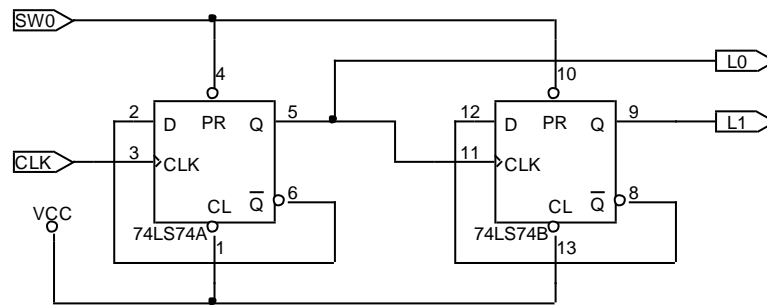 SW0
4
10
L0
2
D
PR
Q
5
12
D
PR
Q
9
L1
CLK
3
CLK
11
CLK
Q̅
6
Q̅
8
VCC
CL
CL
74LS74A
1
74LS74B
13